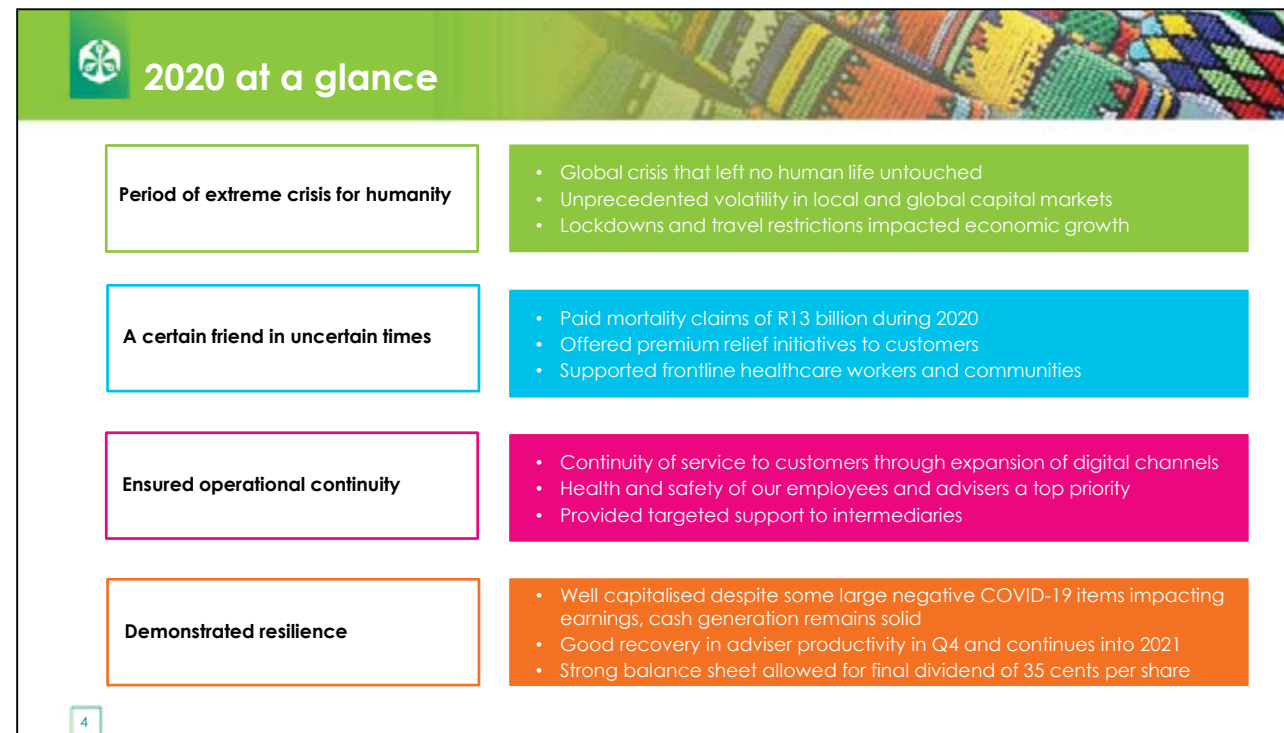 2020 at a glance
Period of extreme crisis for humanity
• Global crisis that left no human life untouched
• Unprecedented volatility in local and global capital markets
• Lockdowns and travel restrictions impacted economic growth
A certain friend in uncertain times
• Paid mortality claims of R13 billion during 2020
• Offered premium relief initiatives to customers
• Supported frontline healthcare workers and communities
Ensured operational continuity
• Continuity of service to customers through expansion of digital channels
• Health and safety of our employees and advisers a top priority
• Provided targeted support to intermediaries
Demonstrated resilience
• Well capitalised despite some large negative COVID-19 items impacting
earnings, cash generation remains solid
• Good recovery in adviser productivity in Q4 and continues into 2021
• Strong balance sheet allowed for final dividend of 35 cents per share
4